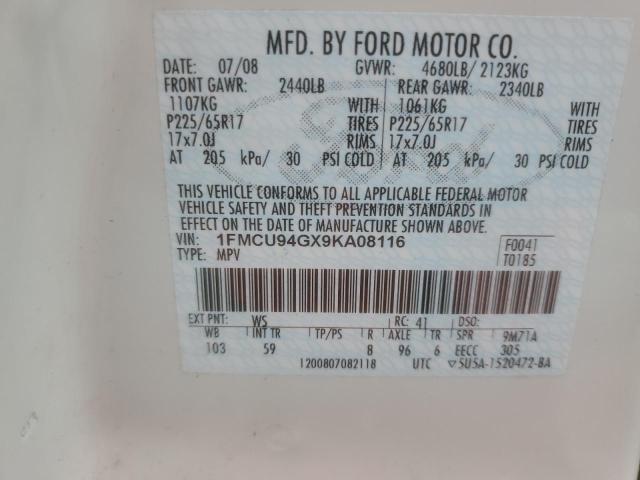 MFD. BY FORD MOTOR CO.
DATE: 07/08 GVWR: 4680LB/ 2123KG
FRONT GAWR: 2440LB REAR GAWR: 2340LB
1107KG WITH 1061KG WITH
P225/65R17 TIRES P225/65R17 TIRES
17x7.0J RIMS 17x7.0J RIMS
AT 205 kPa/ 30 PSI COLD AT 205 kPa/ 30 PSI COLD
THIS VEHICLE CONFORMS TO ALL APPLICABLE FEDERAL MOTOR
VEHICLE SAFETY AND THEFT PREVENTION STANDARDS IN
EFFECT ON THE DATE OF MANUFACTURE SHOWN ABOVE.
VIN: 1FMCU94GX9KA08116 F0041
TYPE: MPV T0185
EXT PNT: WS RC: 41 DSO:
WB INT TR TP/PS R AXLE TR SPR 9M71A
103 59 8 96 6 EECC 305
1200807082118 UTC ▽5U5A-1520472-BA